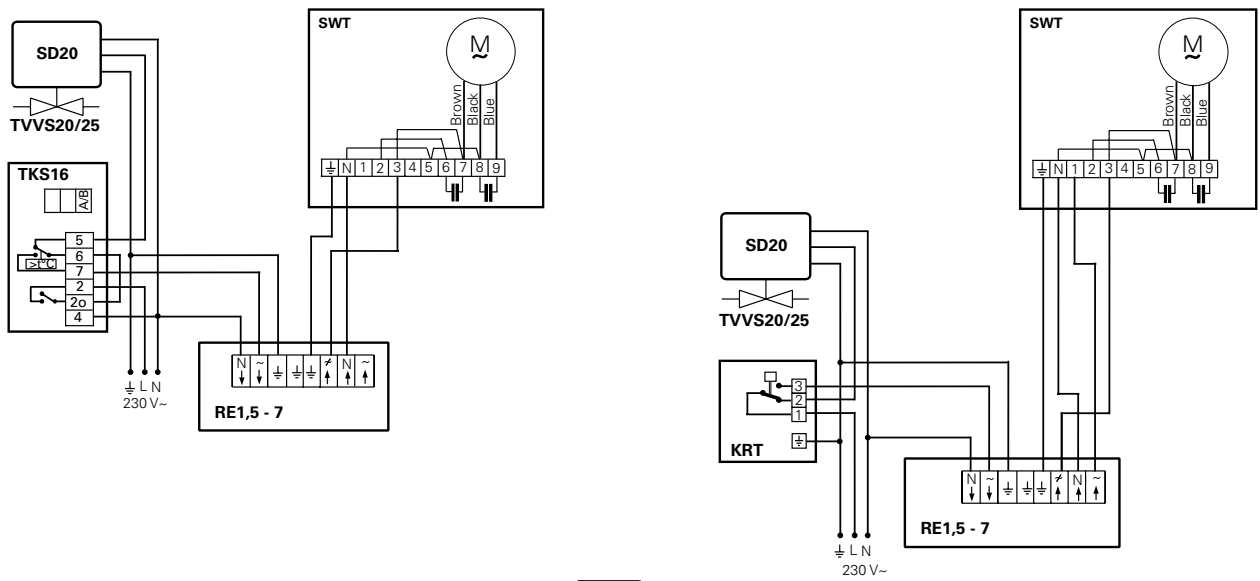 SWT
M
~
Brown
Black
Blue
⏚ N 1 2 3 4 5 6 7 8 9
SD20
TVVS20/25
TKS16
A/B
>t°C
5
6
7
2
2o
4
⏚ L N
230 V~
N ~ ⏚ ⏚ ⏚ ≁ N ~
↓ ↓ ↑ ↑ ↑
RE1,5 - 7
SWT
M
~
Brown
Black
Blue
⏚ N 1 2 3 4 5 6 7 8 9
SD20
TVVS20/25
3
2
1
⏚
KRT
⏚ L N
230 V~
N ~ ⏚ ⏚ ⏚ ≁ N ~
↓ ↓ ↑ ↑ ↑
RE1,5 - 7